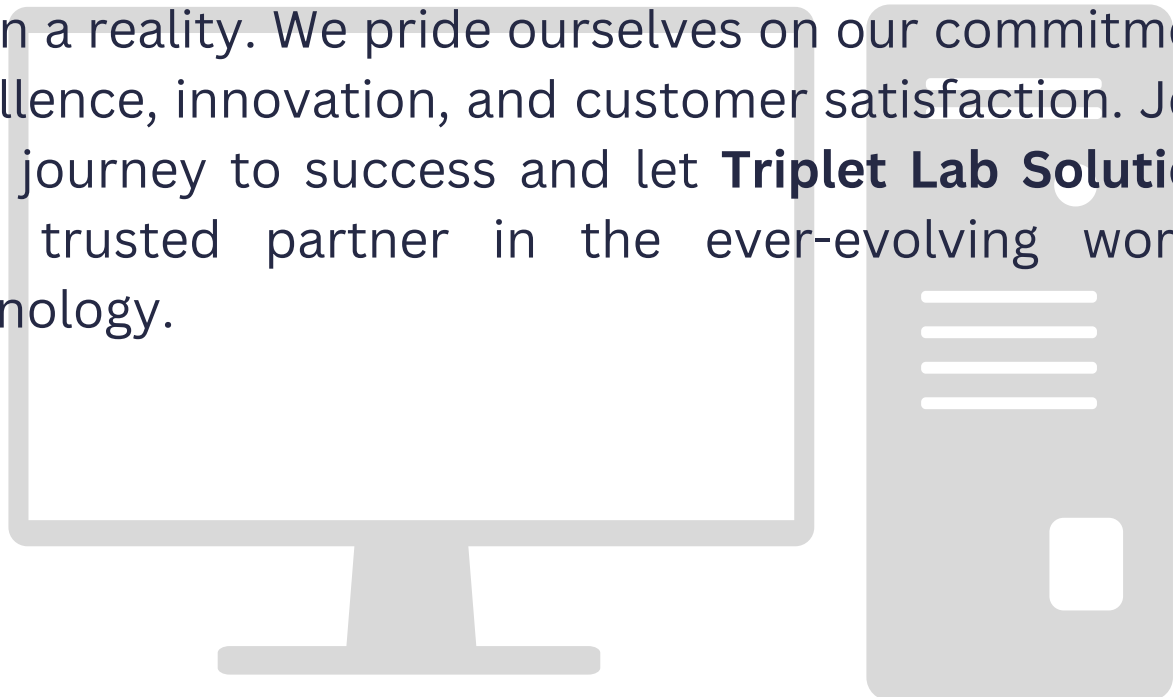 n a reality. We pride ourselves on our commitm
llence, innovation, and customer satisfaction. J
journey to success and let Triplet Lab Soluti
trusted partner in the ever-evolving wor
nology.